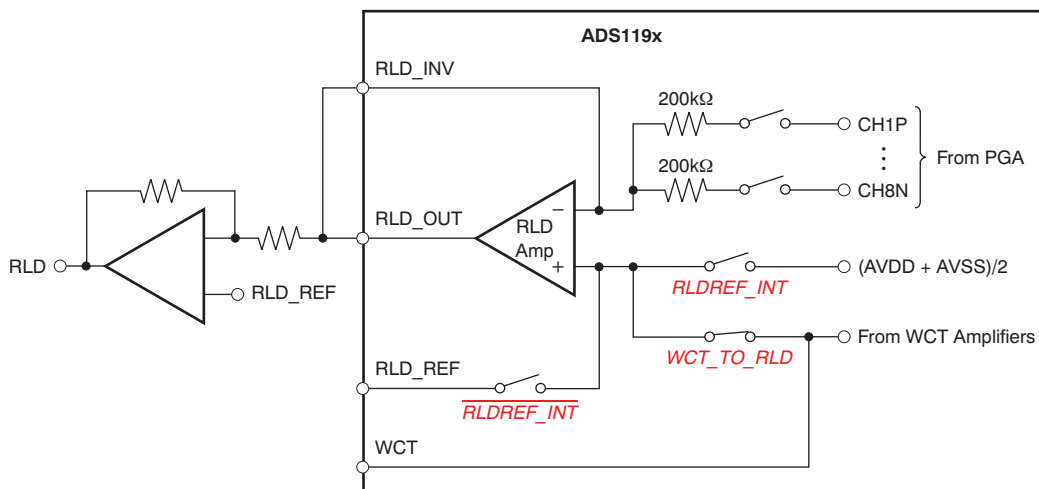 ADS119x
RLD_INV
200kΩ
CH1P
200kΩ
⋮
From PGA
CH8N
RLD_OUT
−
RLD
Amp
+
RLD
RLD_REF
(AVDD + AVSS)/2
RLDREF_INT
From WCT Amplifiers
WCT_TO_RLD
RLD_REF
R̅L̅D̅R̅E̅F̅_̅I̅N̅T̅
WCT